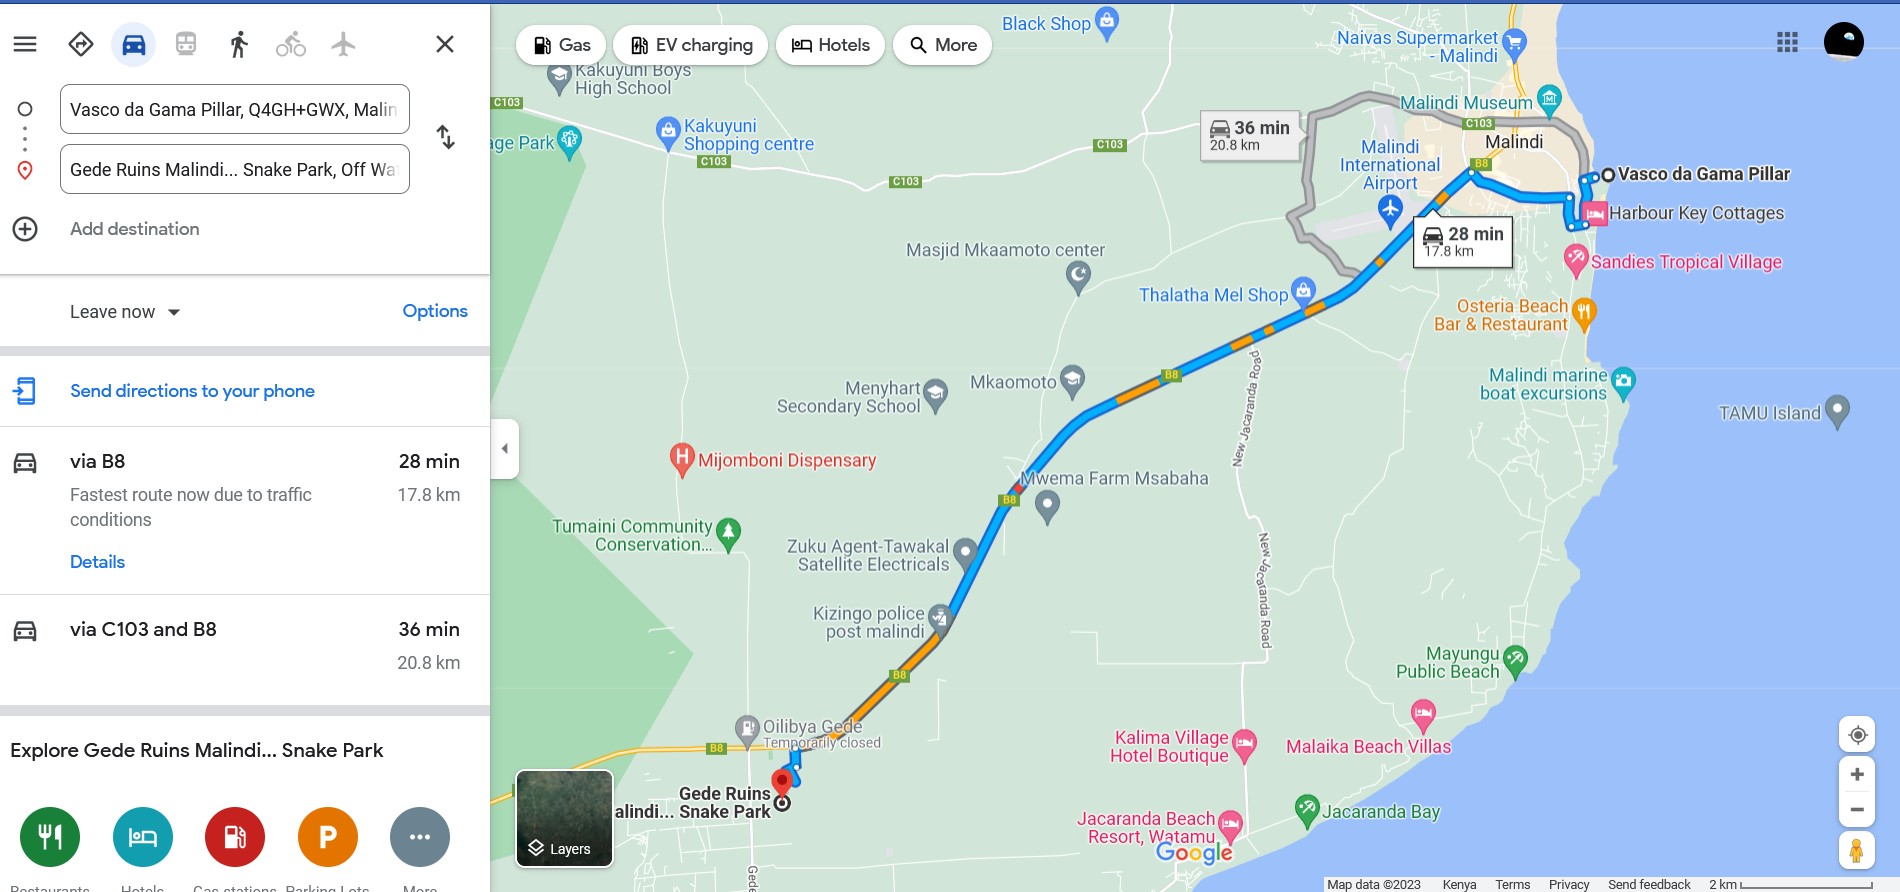 Vasco da Gama Pillar, Q4GH+GWX, Malin
Gede Ruins Malindi... Snake Park, Off Wa
Add destination
Leave now
Options
Send directions to your phone
via B8
28 min
Fastest route now due to traffic
conditions
17.8 km
Details
via C103 and B8
36 min
20.8 km
Explore Gede Ruins Malindi... Snake Park
P
Restaurants
Hotels
Gas stations
Parking Lots
More
Gas
EV charging
Hotels
More
Black Shop
Naivas Supermarket
- Malindi
Kakuyuni Boys
High School
C103
age Park
Kakuyuni
Shopping centre
C103
C103
C103
36 min
20.8 km
Malindi Museum
C103
Malindi
Malindi
International
Airport
B8
Vasco da Gama Pillar
Harbour Key Cottages
28 min
17.8 km
Sandies Tropical Village
Masjid Mkaamoto center
Thalatha Mel Shop
Osteria Beach
Bar & Restaurant
B8
New Jacaranda Road
Menyhart
Secondary School
Mkaomoto
Malindi marine
boat excursions
TAMU Island
H
Mijomboni Dispensary
Mwema Farm Msabaha
B8
Tumaini Community
Conservation...
Zuku Agent-Tawakal
Satellite Electricals
New Jacaranda Road
Kizingo police
post malindi
B8
Mayungu
Public Beach
Oilibya Gede
Temporarily closed
B8
Kalima Village
Hotel Boutique
Malaika Beach Villas
Gede Ruins
alindi... Snake Park
Jacaranda Beach
Resort, Watamu
Jacaranda Bay
Layers
Gede
Google
Map data ©2023
Kenya
Terms
Privacy
Send feedback
2 km